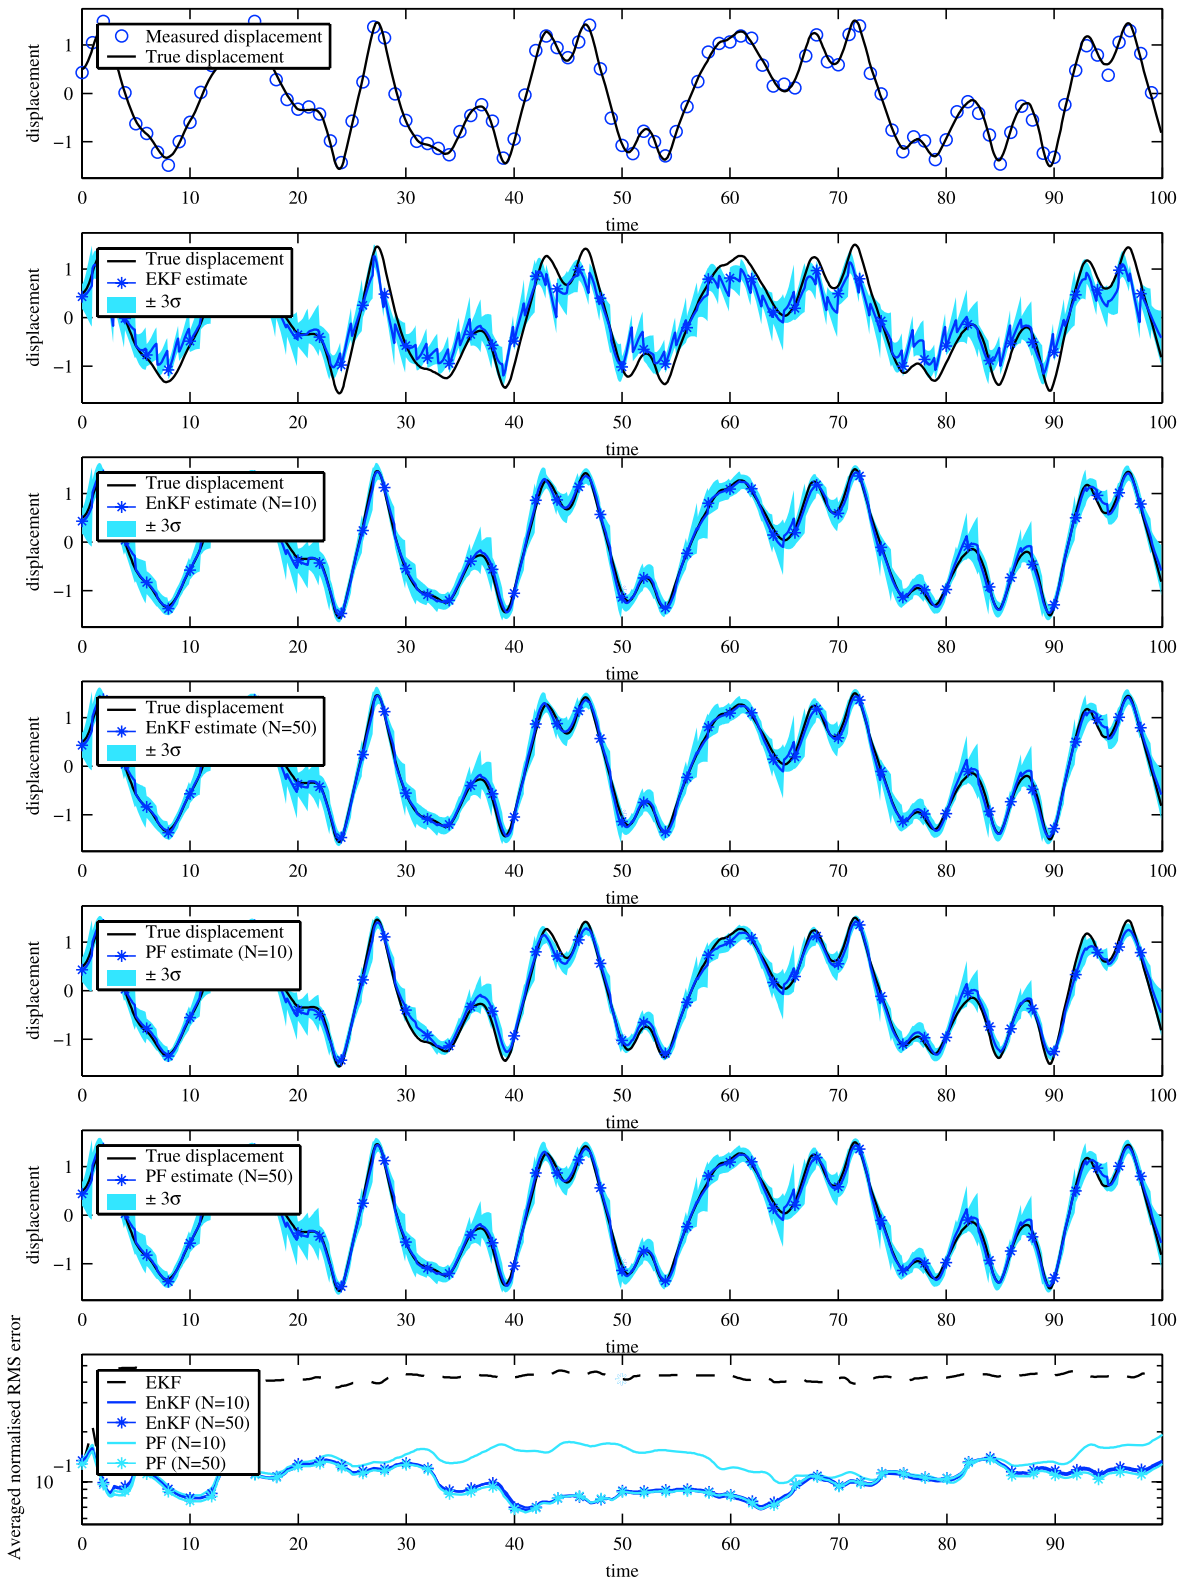 Measured displacement
True displacement
displacement
1
0
−1
0 10 20 30 40 50 60 70 80 90 100
time
True displacement
EKF estimate
± 3σ
displacement
1
0
−1
0 10 20 30 40 50 60 70 80 90 100
time
True displacement
EnKF estimate (N=10)
± 3σ
displacement
1
0
−1
0 10 20 30 40 50 60 70 80 90 100
time
True displacement
EnKF estimate (N=50)
± 3σ
displacement
1
0
−1
0 10 20 30 40 50 60 70 80 90 100
time
True displacement
PF estimate (N=10)
± 3σ
displacement
1
0
−1
0 10 20 30 40 50 60 70 80 90 100
time
True displacement
PF estimate (N=50)
± 3σ
displacement
1
0
−1
0 10 20 30 40 50 60 70 80 90 100
time
EKF
EnKF (N=10)
EnKF (N=50)
PF (N=10)
PF (N=50)
Averaged normalised RMS error
10⁻¹
0 10 20 30 40 50 60 70 80 90 100
time